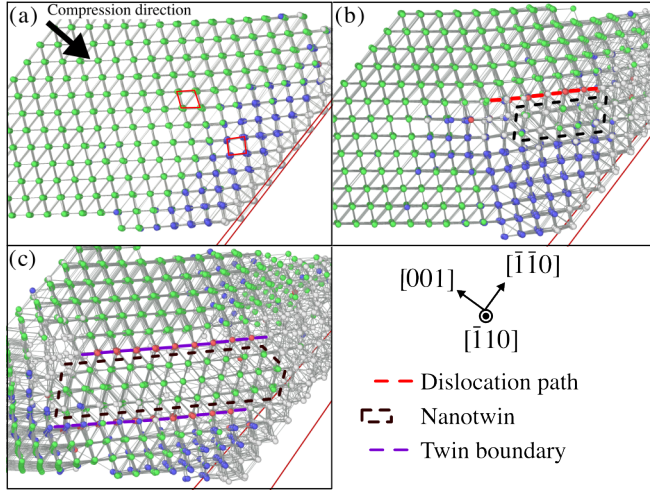 (a) Compression direction
(b)
(c)
[001] [1̄1̄0]
[1̄10]
Dislocation path
Nanotwin
Twin boundary